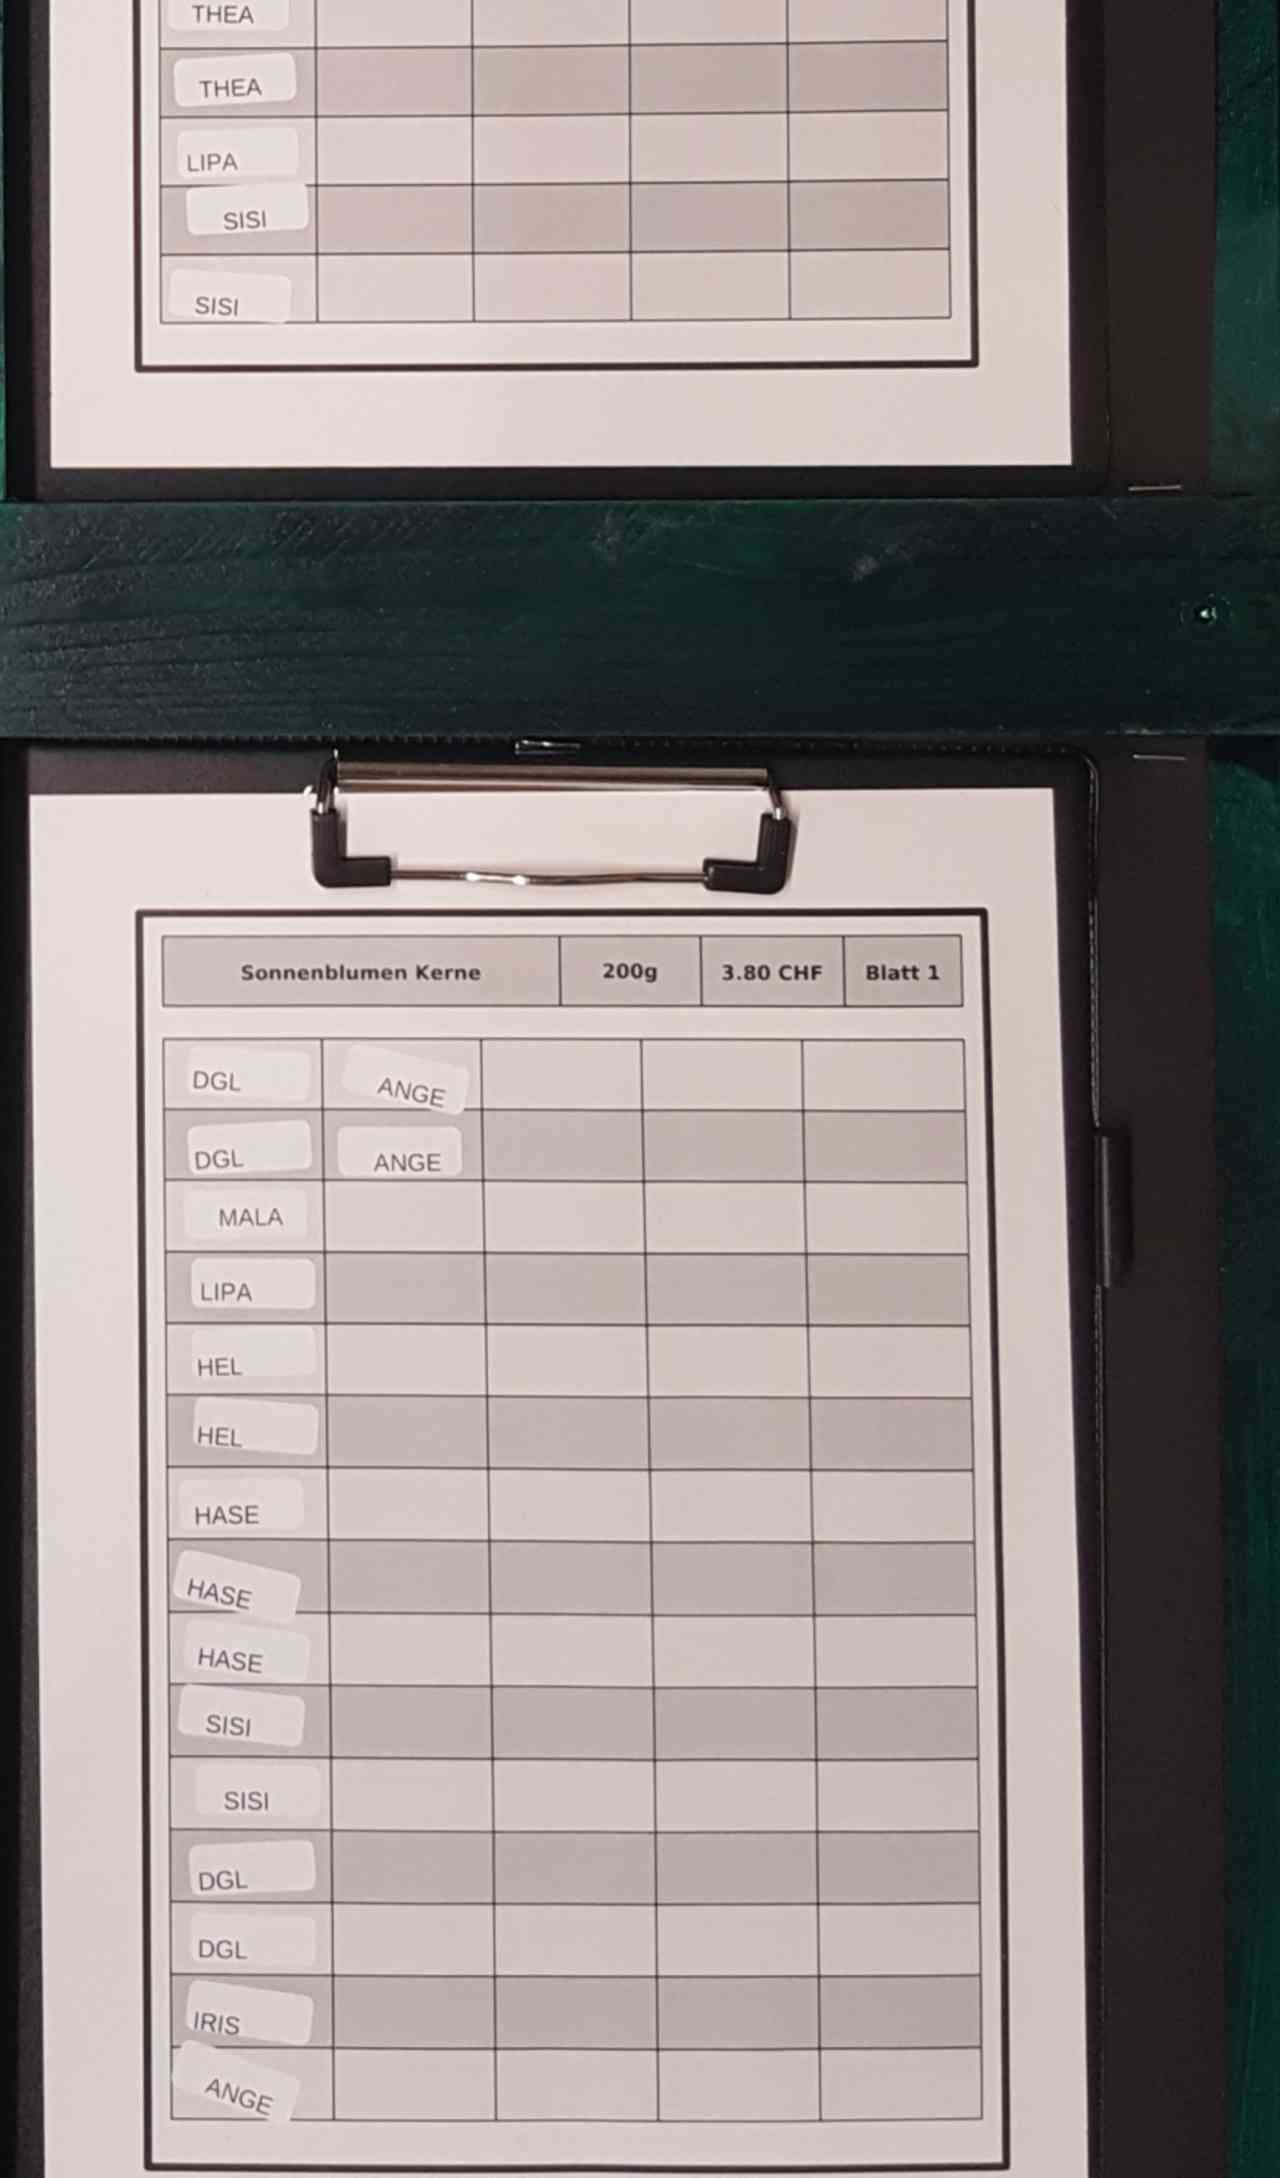 THEA
THEA
LIPA
SISI
SISI
Sonnenblumen Kerne 200g 3.80 CHF Blatt 1
DGL ANGE
DGL ANGE
MALA
LIPA
HEL
HEL
HASE
HASE
HASE
SISI
SISI
DGL
DGL
IRIS
ANGE